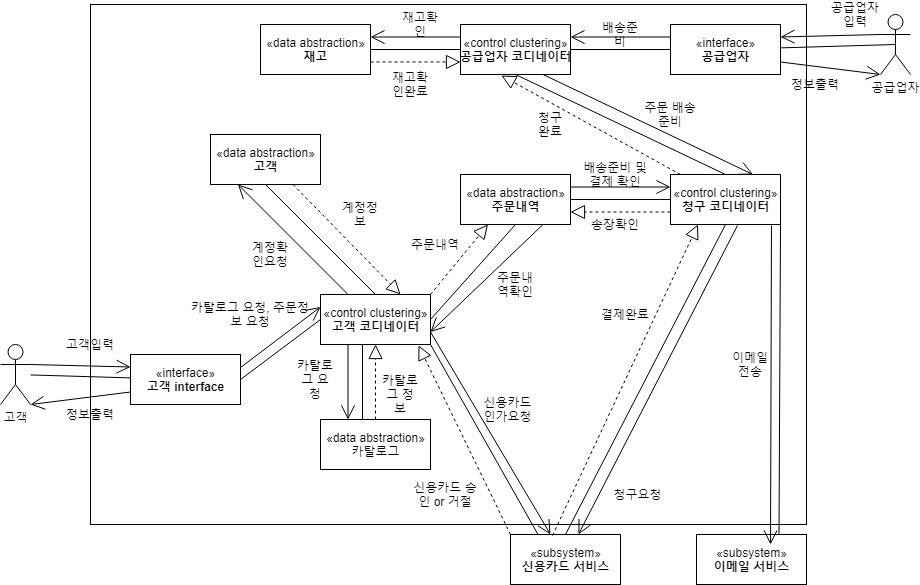 재고확
인
배송준
비
공급업자
입력
«data abstraction»
재고
«control clustering»
공급업자 코디네이터
«interface»
공급업자
재고확
인완료
정보출력
공급업자
주문 배송
준비
청구
완료
«data abstraction»
고객
배송준비 및
결제 확인
«data abstraction»
주문내역
«control clustering»
청구 코디네이터
송장확인
계정정
보
주문내역
계정확
인요청
주문내
역확인
카탈로그 요청, 주문정
보 요청
«control clustering»
고객 코디네이터
결제완료
고객입력
«interface»
고객 interface
카탈로
그 요
청
카탈로
그 정
보
이메일
전송
고객
정보출력
신용카드
인가요청
«data abstraction»
카탈로그
신용카드 승
인 or 거절
청구요청
«subsystem»
신용카드 서비스
«subsystem»
이메일 서비스